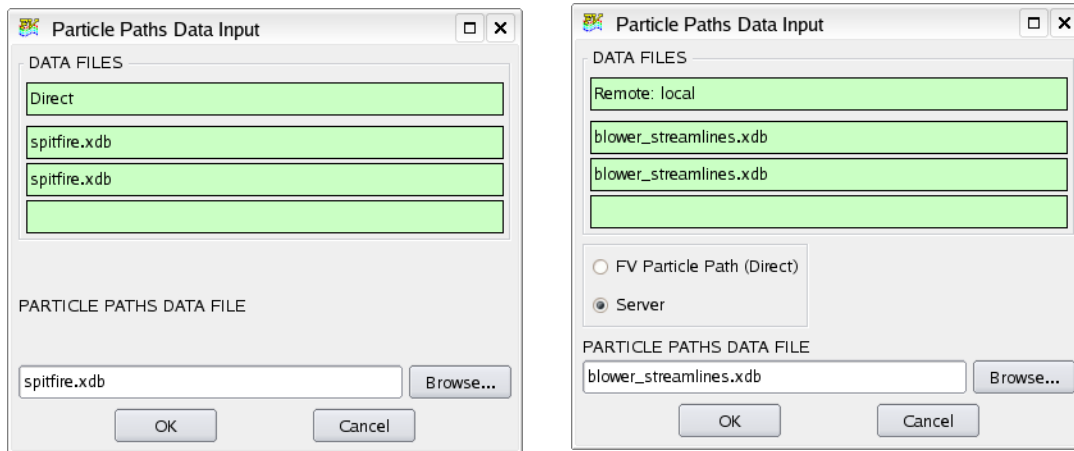 Particle Paths Data Input
DATA FILES
Direct
spitfire.xdb
spitfire.xdb
PARTICLE PATHS DATA FILE
spitfire.xdb
Browse...
OK
Cancel
Particle Paths Data Input
DATA FILES
Remote: local
blower_streamlines.xdb
blower_streamlines.xdb
FV Particle Path (Direct)
Server
PARTICLE PATHS DATA FILE
blower_streamlines.xdb
Browse...
OK
Cancel